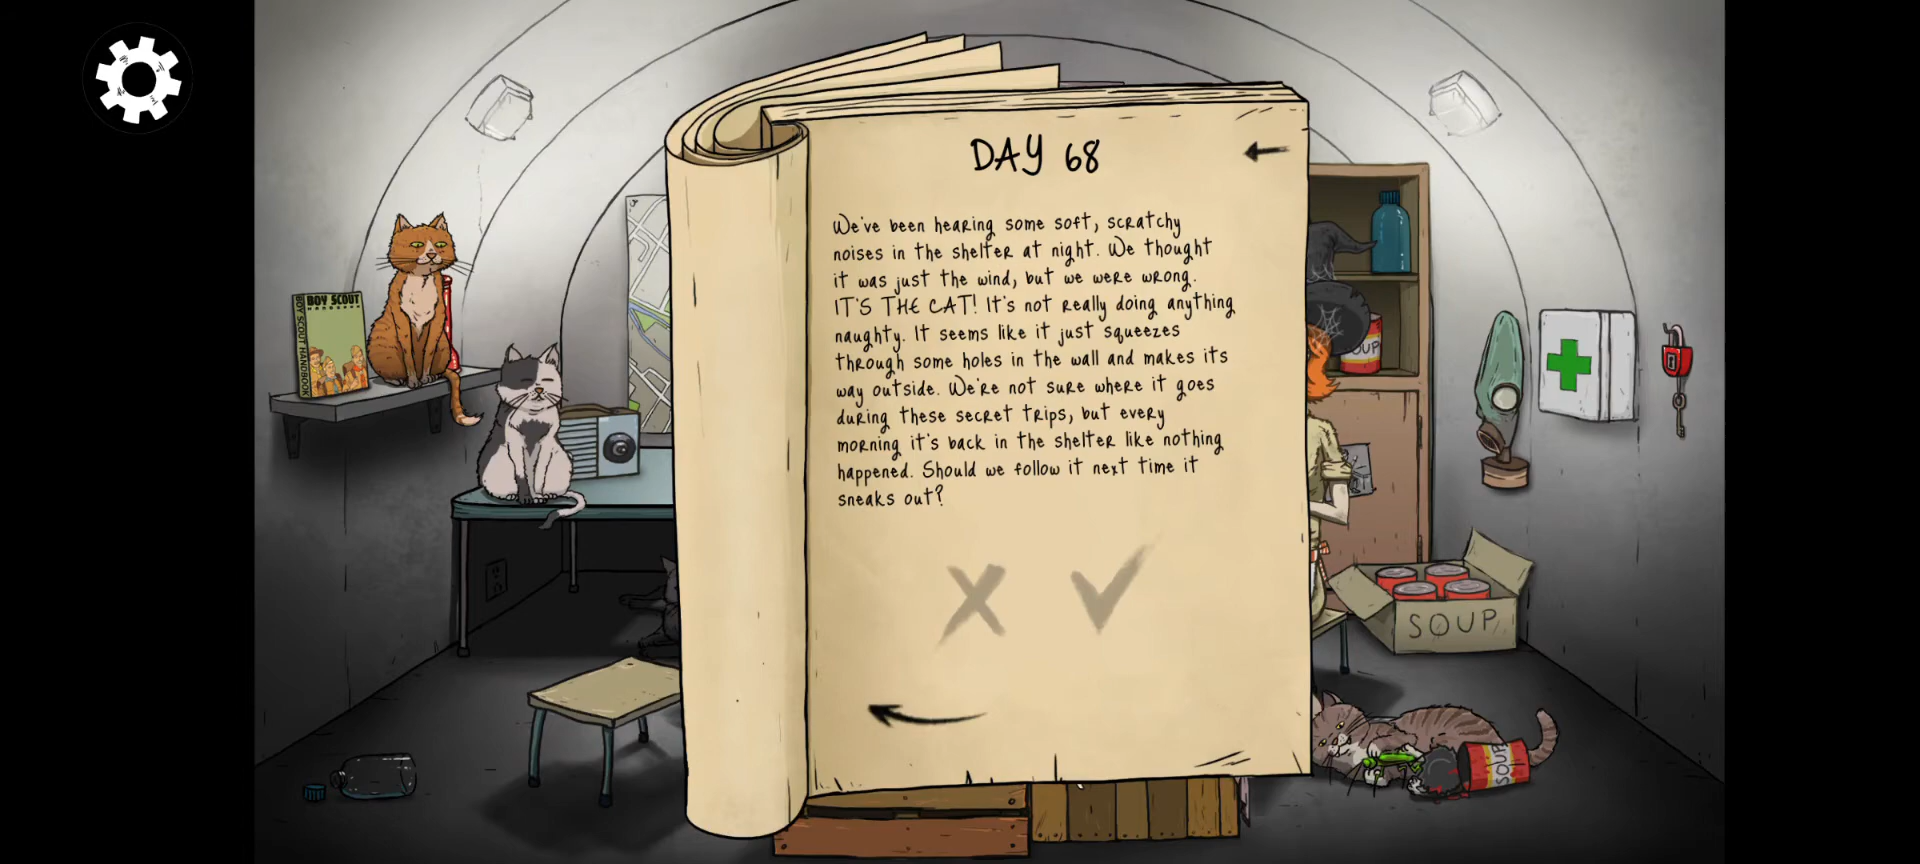 DAY 68
We've been hearing some soft, scratchy
noises in the shelter at night. We thought
it was just the wind, but we were wrong.
IT'S THE CAT! It's not really doing anything
naughty. It seems like it just squeezes
through some holes in the wall and makes its
way outside. We're not sure where it goes
during these secret trips, but every
morning it's back in the shelter like nothing
happened. Should we follow it next time it
sneaks out?
BOY SCOUT
BOY SCOUT HANDBOOK
OUP
SOUP
SOUP